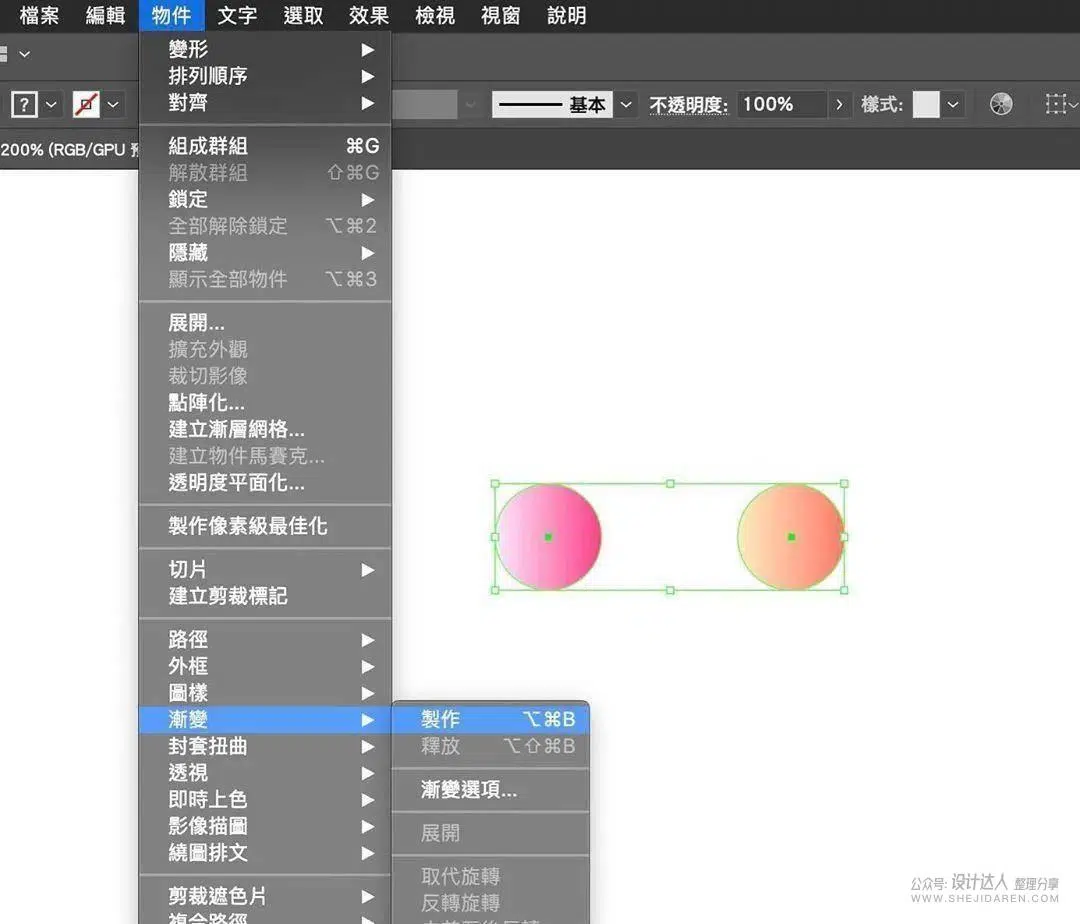 檔案 編輯 物件 文字 選取 效果 檢視 視窗 說明
? 基本 不透明度: 100% 樣式:
200% (RGB/GPU 預
變形
排列順序
對齊
組成群組 ⌘G
解散群組 ⇧⌘G
鎖定
全部解除鎖定 ⌥⌘2
隱藏
顯示全部物件 ⌥⌘3
展開...
擴充外觀
裁切影像
點陣化...
建立漸層網格...
建立物件馬賽克...
透明度平面化...
製作像素級最佳化
切片
建立剪裁標記
路徑
外框
圖樣
漸變
封套扭曲
透視
即時上色
影像描圖
繞圖排文
剪裁遮色片
複合路徑
製作 ⌥⌘B
釋放 ⌥⇧⌘B
漸變選項...
展開
取代旋轉
反轉旋轉
公众号: 设计达人 整理分享
WWW.SHEJIDAREN.COM